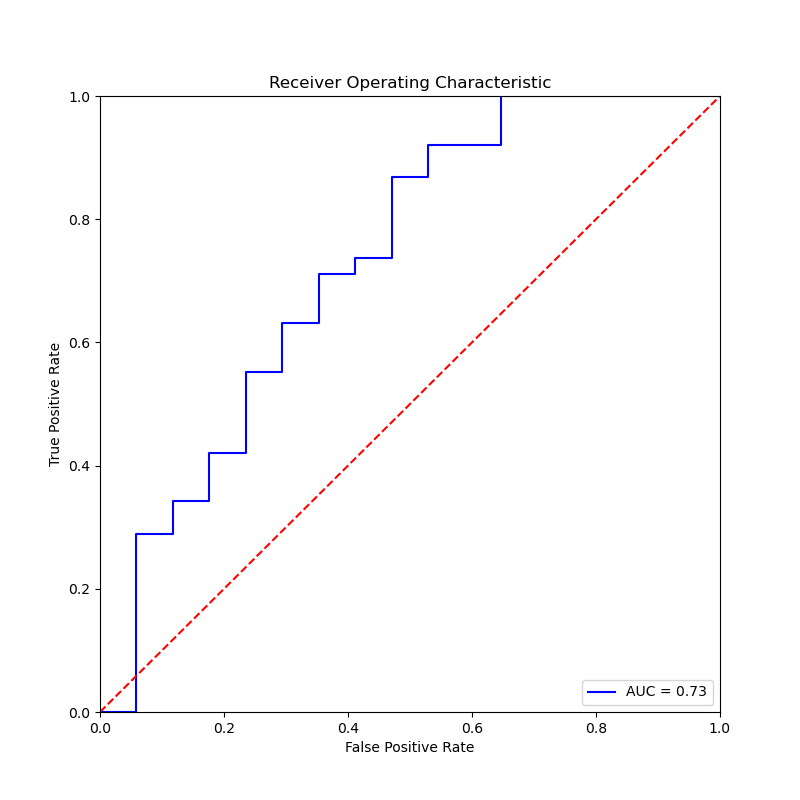 Receiver Operating Characteristic
1.0
0.8
0.6
0.4
0.2
0.0
True Positive Rate
AUC = 0.73
0.0 0.2 0.4 0.6 0.8 1.0
False Positive Rate